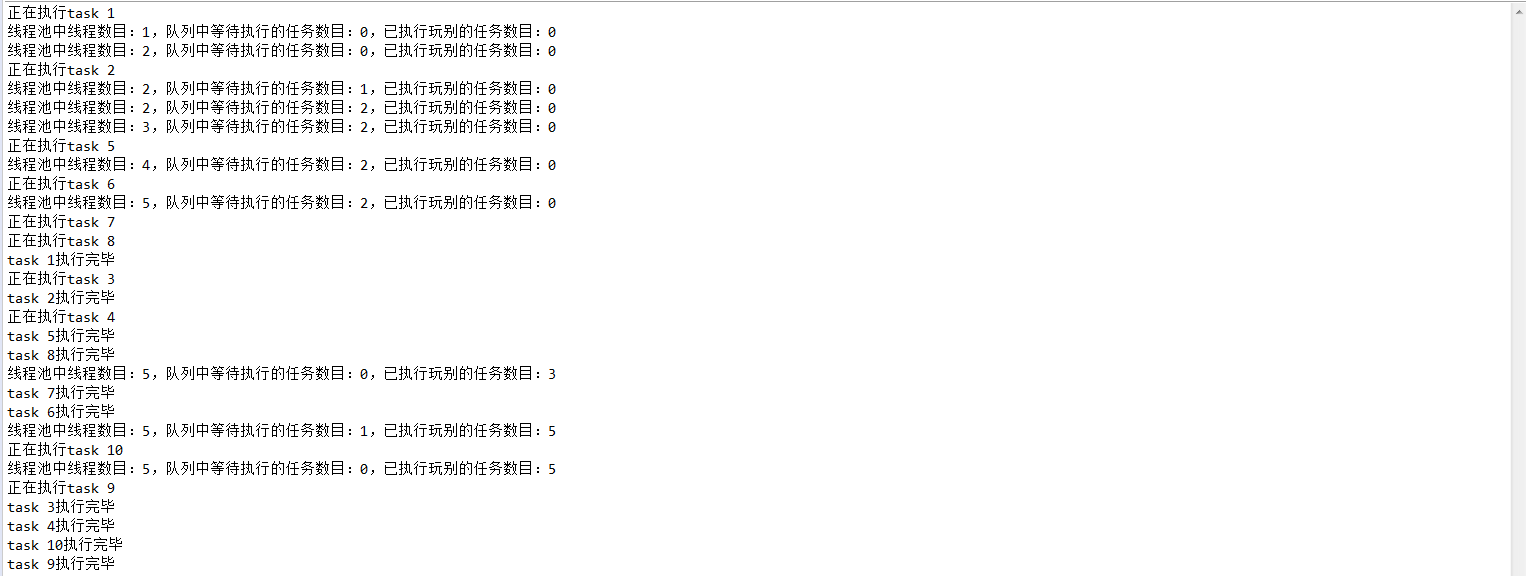 正在执行task 1
线程池中线程数目：1，队列中等待执行的任务数目：0，已执行玩别的任务数目：0
线程池中线程数目：2，队列中等待执行的任务数目：0，已执行玩别的任务数目：0
正在执行task 2
线程池中线程数目：2，队列中等待执行的任务数目：1，已执行玩别的任务数目：0
线程池中线程数目：2，队列中等待执行的任务数目：2，已执行玩别的任务数目：0
线程池中线程数目：3，队列中等待执行的任务数目：2，已执行玩别的任务数目：0
正在执行task 5
线程池中线程数目：4，队列中等待执行的任务数目：2，已执行玩别的任务数目：0
正在执行task 6
线程池中线程数目：5，队列中等待执行的任务数目：2，已执行玩别的任务数目：0
正在执行task 7
正在执行task 8
task 1执行完毕
正在执行task 3
task 2执行完毕
正在执行task 4
task 5执行完毕
task 8执行完毕
线程池中线程数目：5，队列中等待执行的任务数目：0，已执行玩别的任务数目：3
task 7执行完毕
task 6执行完毕
线程池中线程数目：5，队列中等待执行的任务数目：1，已执行玩别的任务数目：5
正在执行task 10
线程池中线程数目：5，队列中等待执行的任务数目：0，已执行玩别的任务数目：5
正在执行task 9
task 3执行完毕
task 4执行完毕
task 10执行完毕
task 9执行完毕